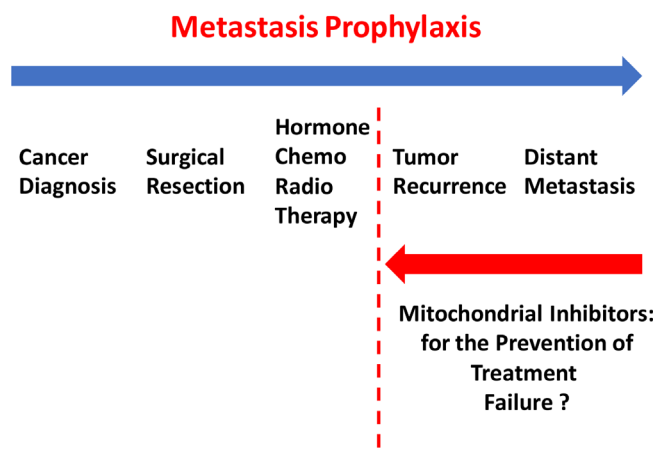 Metastasis Prophylaxis
Cancer
Diagnosis
Surgical
Resection
Hormone
Chemo
Radio
Therapy
Tumor
Recurrence
Distant
Metastasis
Mitochondrial Inhibitors:
for the Prevention of
Treatment
Failure ?